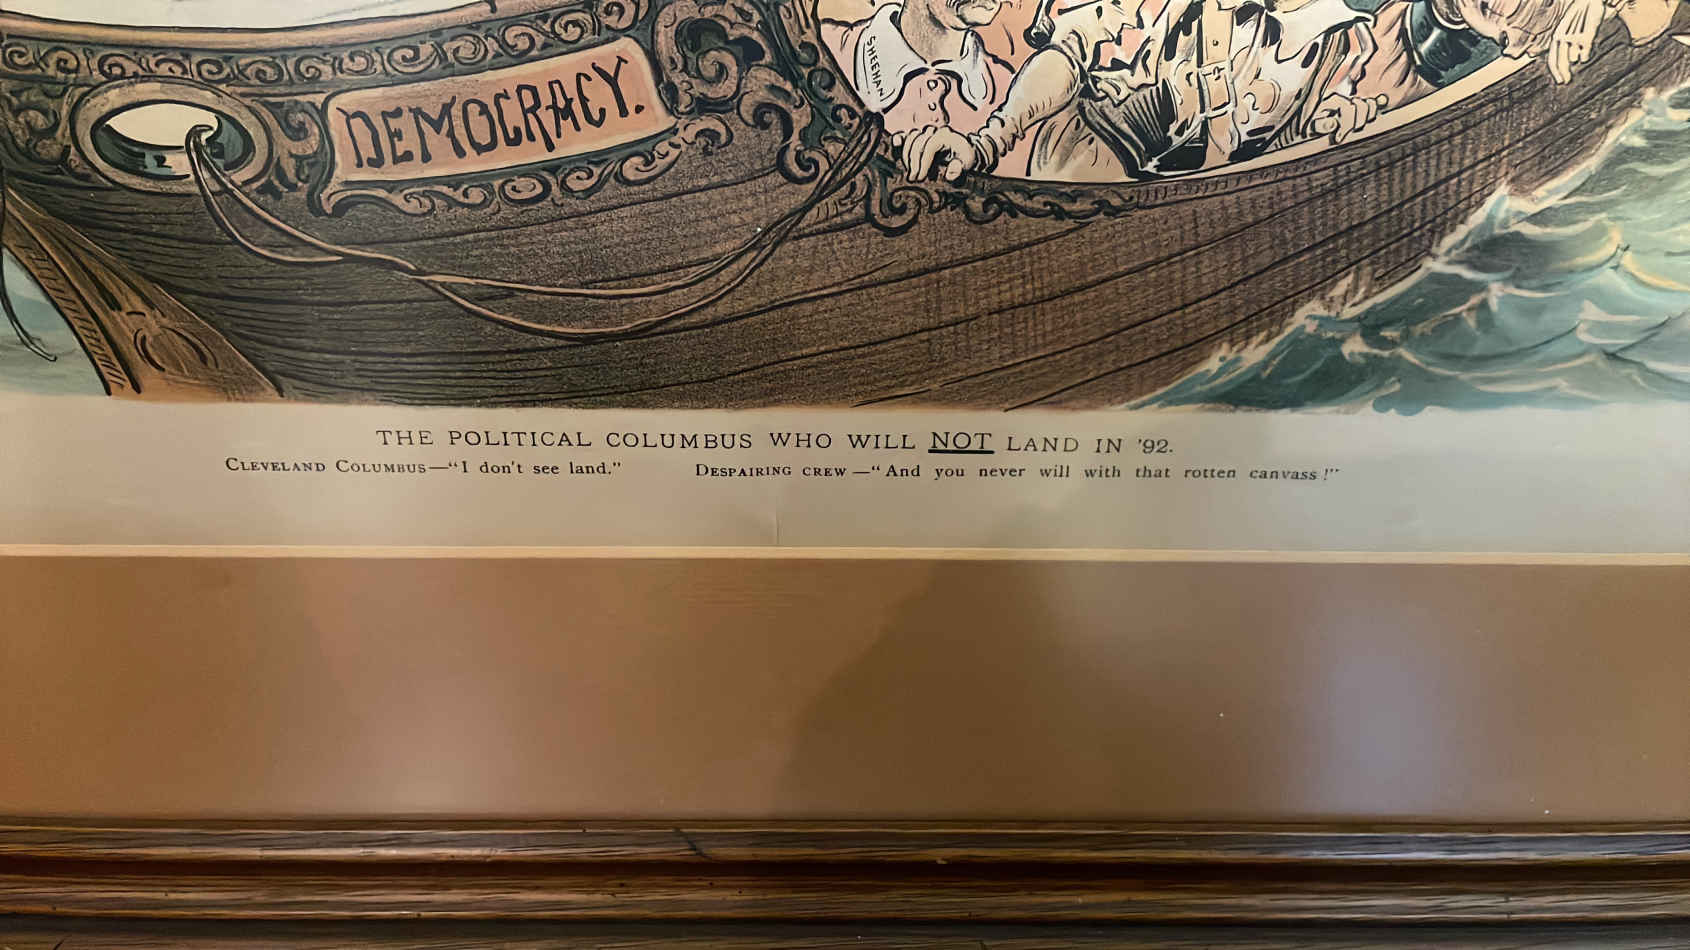 SHEEHAN
DEMOCRACY.
THE POLITICAL COLUMBUS WHO WILL NOT LAND IN '92.
CLEVELAND COLUMBUS—"I don't see land." DESPAIRING CREW—"And you never will with that rotten canvass!"